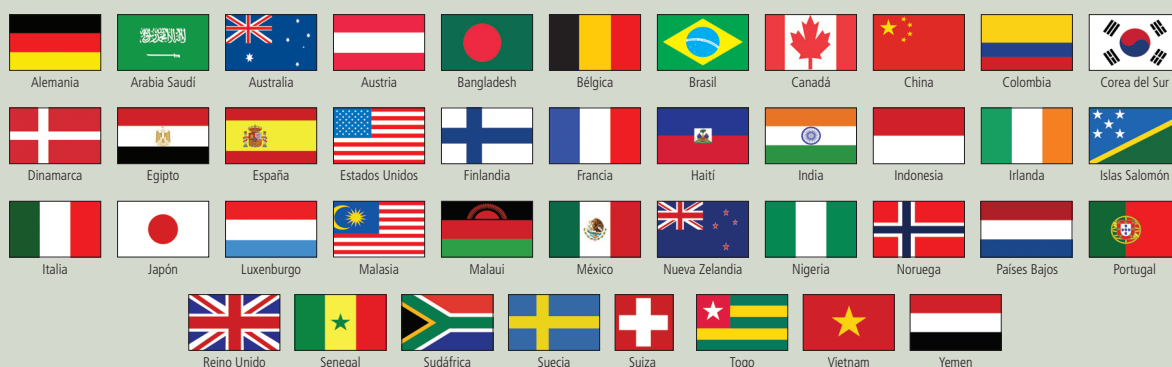 Alemania Arabia Saudí Australia Austria Bangladesh Bélgica Brasil Canadá China Colombia Corea del Sur
Dinamarca Egipto España Estados Unidos Finlandia Francia Haití India Indonesia Irlanda Islas Salomón
Italia Japón Luxenburgo Malasia Malaui México Nueva Zelandia Nigeria Noruega Países Bajos Portugal
Reino Unido Senegal Sudáfrica Suecia Suiza Togo Vietnam Yemen